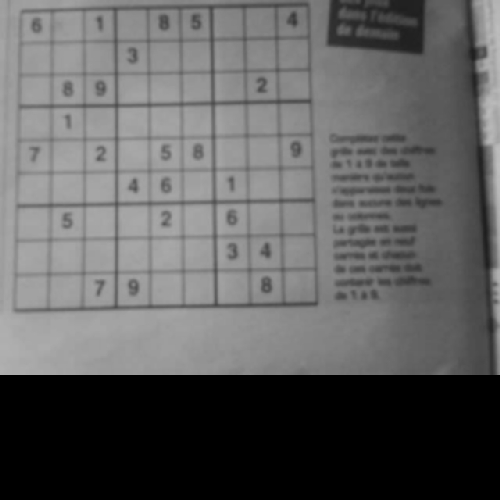 6 1 8 5 4
3
8 9 2
1
7 2 5 8 9
4 6 1
5 2 6
3 4
7 9 8
dans l'édition
de demain
Complétez cette
grille avec des chiffres
de 1 à 9 de telle
manière qu'aucun
n'apparaisse deux fois
dans aucune des lignes
ou colonnes.
La grille est aussi
partagée en neuf
carrés et chacun
de ces carrés doit
contenir les chiffres
de 1 à 9.